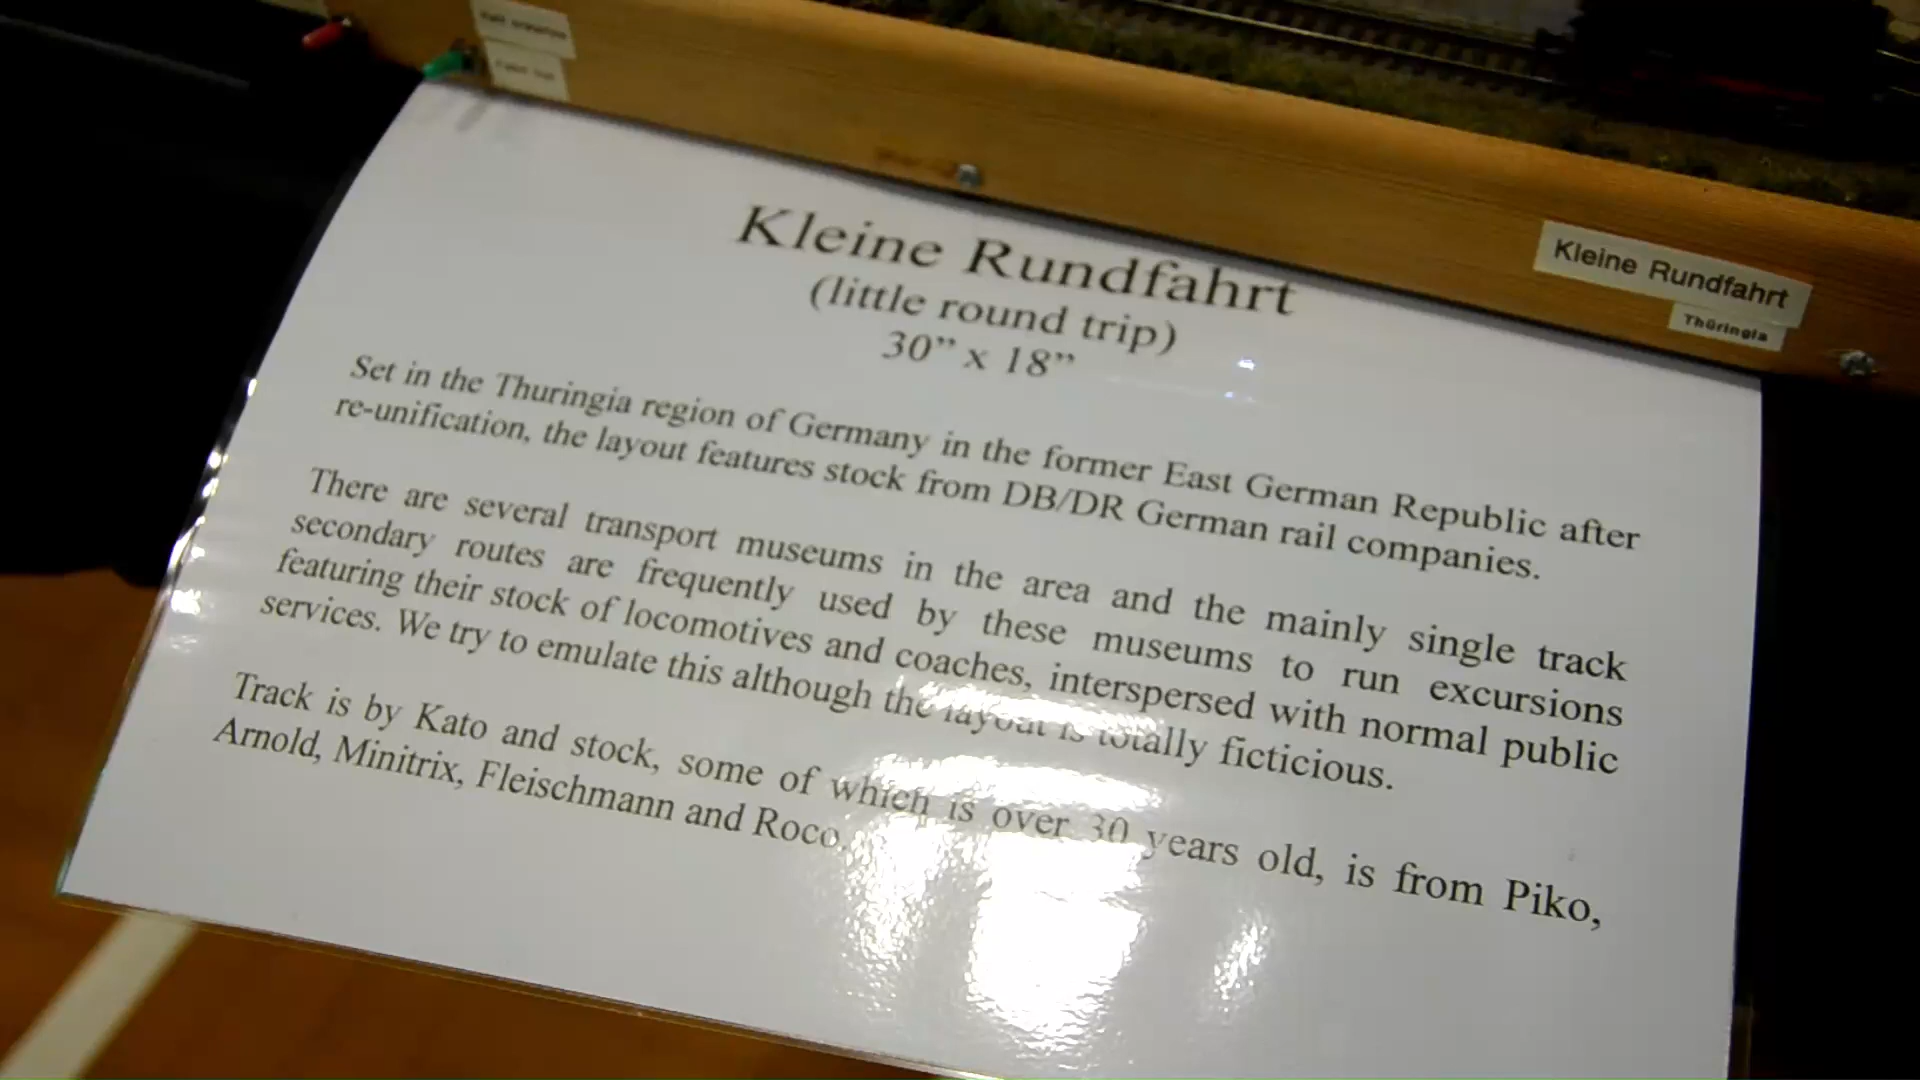 Kleine Rundfahrt
(little round trip)
30” x 18”
Set in the Thuringia region of Germany in the former East German Republic after
re-unification, the layout features stock from DB/DR German rail companies.
There are several transport museums in the area and the mainly single track
secondary routes are frequently used by these museums to run excursions
featuring their stock of locomotives and coaches, interspersed with normal public
services. We try to emulate this although the layout is totally ficticious.
Track is by Kato and stock, some of which is over 30 years old, is from Piko,
Arnold, Minitrix, Fleischmann and Roco.
Kleine Rundfahrt
Thüringia